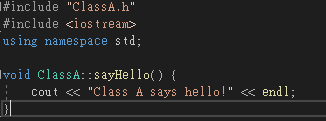 #include "ClassA.h"
#include <iostream>
using namespace std;
void ClassA::sayHello() {
cout << "Class A says hello!" << endl;
}